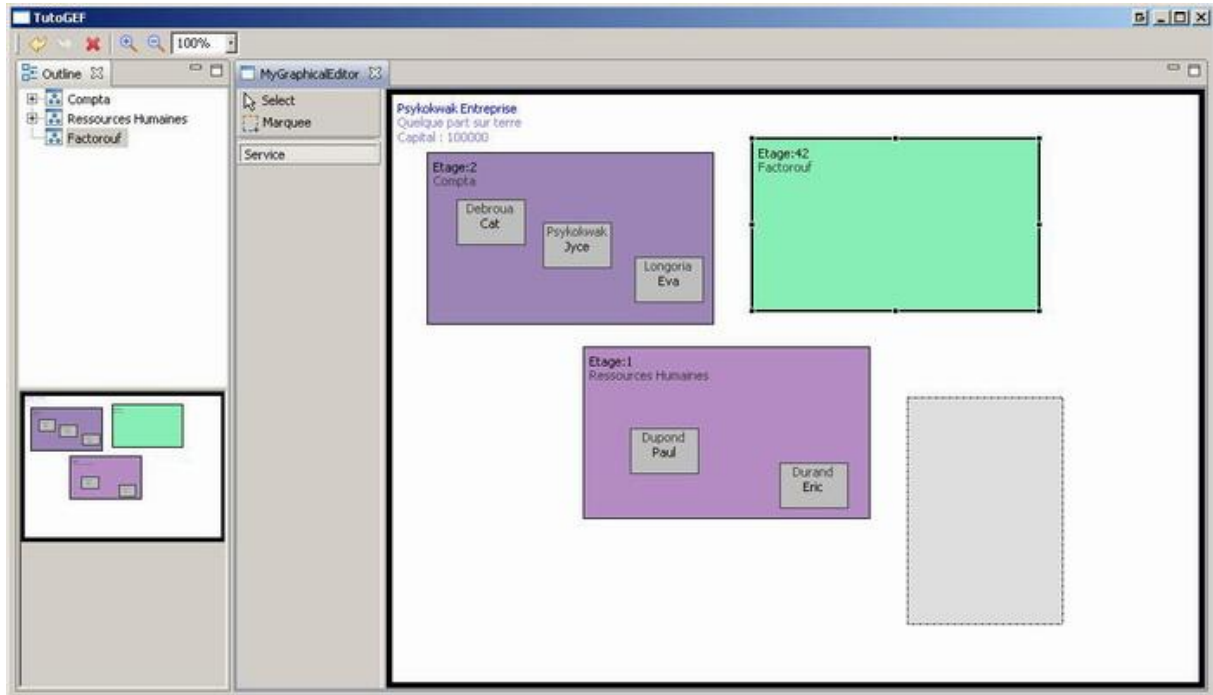 TutoGEF
100%
Outline
MyGraphicalEditor
Compta
Ressources Humaines
Factorouf
Select
Marquee
Service
Psykokwak Entreprise
Quelque part sur terre
Capital : 100000
Etage:2
Compta
Debroua
Cat
Psykokwak
Jyce
Longoria
Eva
Etage:42
Factorouf
Etage:1
Ressources Humaines
Dupond
Paul
Durand
Eric